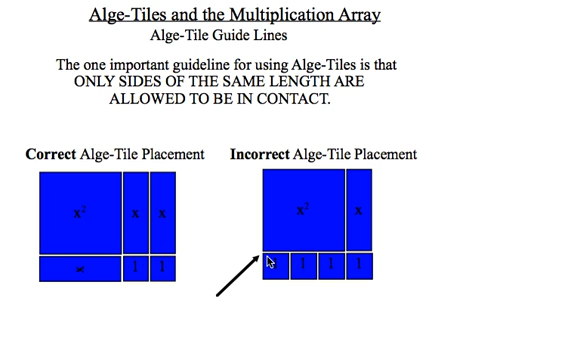 Alge-Tiles and the Multiplication Array
Alge-Tile Guide Lines
The one important guideline for using Alge-Tiles is that
ONLY SIDES OF THE SAME LENGTH ARE
ALLOWED TO BE IN CONTACT.
Correct Alge-Tile Placement
Incorrect Alge-Tile Placement
x² x x
x 1 1
x² x
1 1 1